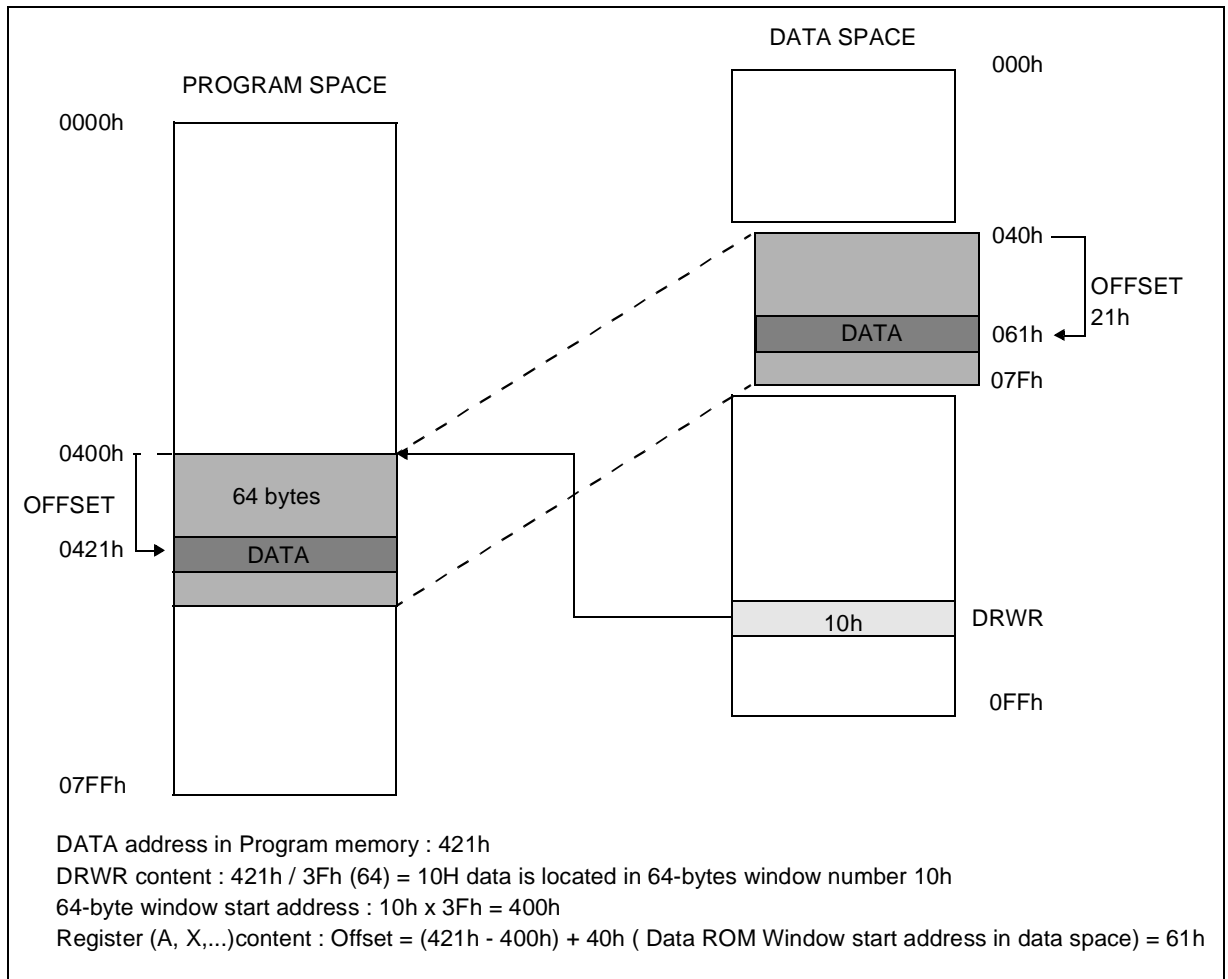 DATA SPACE
000h
PROGRAM SPACE
0000h
040h
OFFSET
21h
DATA
061h
07Fh
0400h
64 bytes
OFFSET
0421h
DATA
10h
DRWR
0FFh
07FFh
DATA address in Program memory : 421h
DRWR content : 421h / 3Fh (64) = 10H data is located in 64-bytes window number 10h
64-byte window start address : 10h x 3Fh = 400h
Register (A, X,...)content : Offset = (421h - 400h) + 40h ( Data ROM Window start address in data space) = 61h